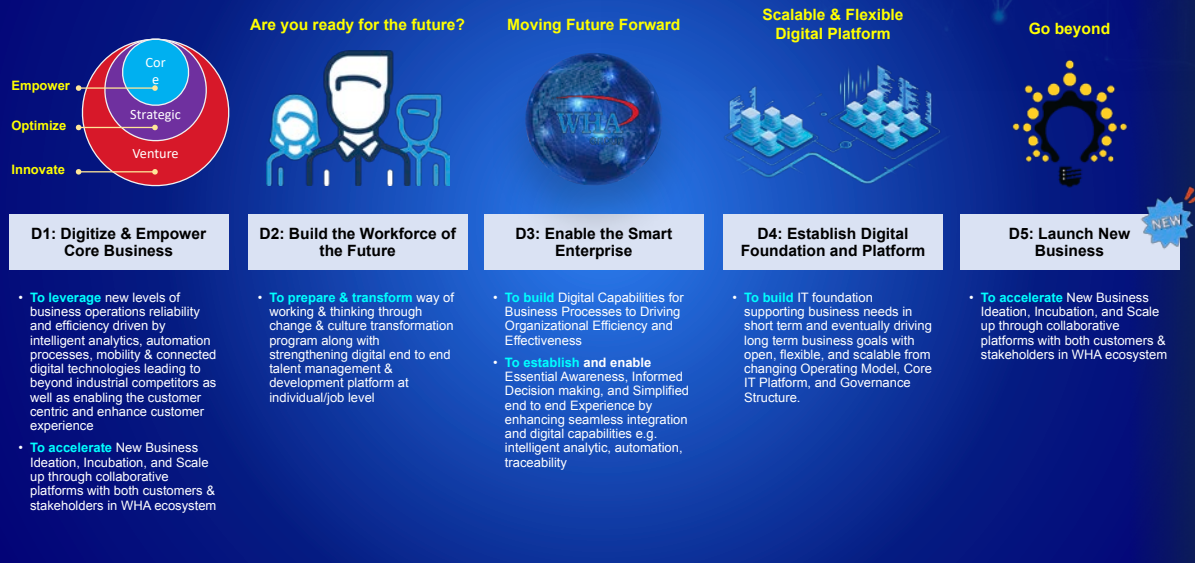 Are you ready for the future?
Moving Future Forward
Scalable & Flexible
Digital Platform
Go beyond
Cor
e
Empower
Strategic
Optimize
Venture
Innovate
WHA
D1: Digitize & Empower
Core Business
D2: Build the Workforce of
the Future
D3: Enable the Smart
Enterprise
D4: Establish Digital
Foundation and Platform
D5: Launch New
Business
NEW
• To leverage new levels of
business operations reliability
and efficiency driven by
intelligent analytics, automation
processes, mobility & connected
digital technologies leading to
beyond industrial competitors as
well as enabling the customer
centric and enhance customer
experience
• To accelerate New Business
Ideation, Incubation, and Scale
up through collaborative
platforms with both customers &
stakeholders in WHA ecosystem
• To prepare & transform way of
working & thinking through
change & culture transformation
program along with
strengthening digital end to end
talent management &
development platform at
individual/job level
• To build Digital Capabilities for
Business Processes to Driving
Organizational Efficiency and
Effectiveness
• To establish and enable
Essential Awareness, Informed
Decision making, and Simplified
end to end Experience by
enhancing seamless integration
and digital capabilities e.g.
intelligent analytic, automation,
traceability
• To build IT foundation
supporting business needs in
short term and eventually driving
long term business goals with
open, flexible, and scalable from
changing Operating Model, Core
IT Platform, and Governance
Structure.
• To accelerate New Business
Ideation, Incubation, and Scale
up through collaborative
platforms with both customers &
stakeholders in WHA ecosystem